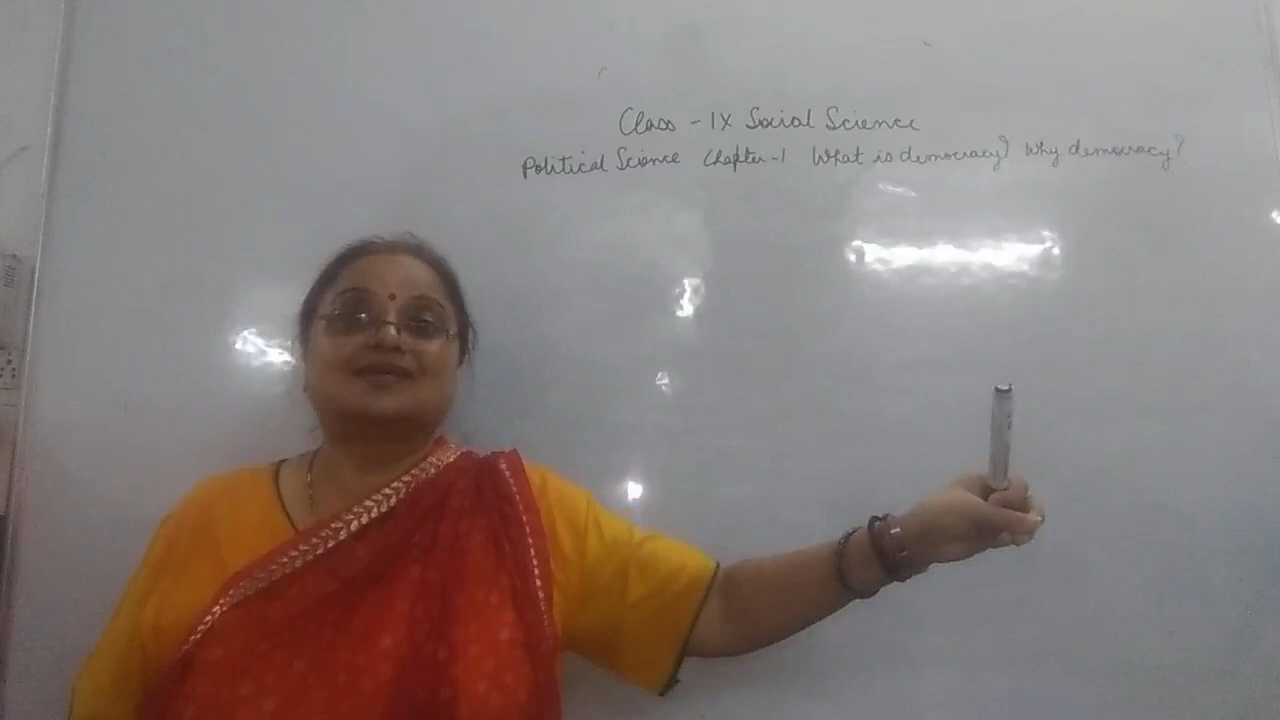 Class - IX Social Science
Political Science Chapter-1 What is democracy? Why democracy?